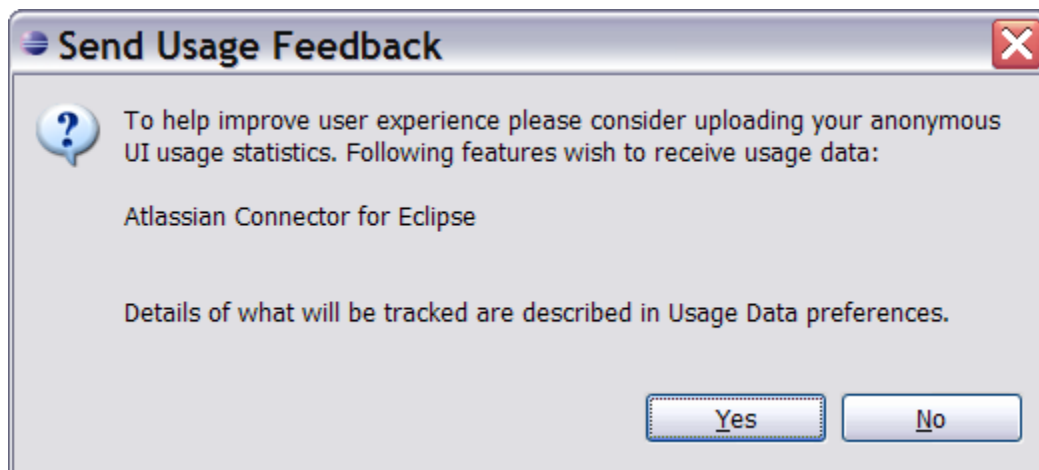 Send Usage Feedback
To help improve user experience please consider uploading your anonymous
UI usage statistics. Following features wish to receive usage data:
Atlassian Connector for Eclipse
Details of what will be tracked are described in Usage Data preferences.
Yes No